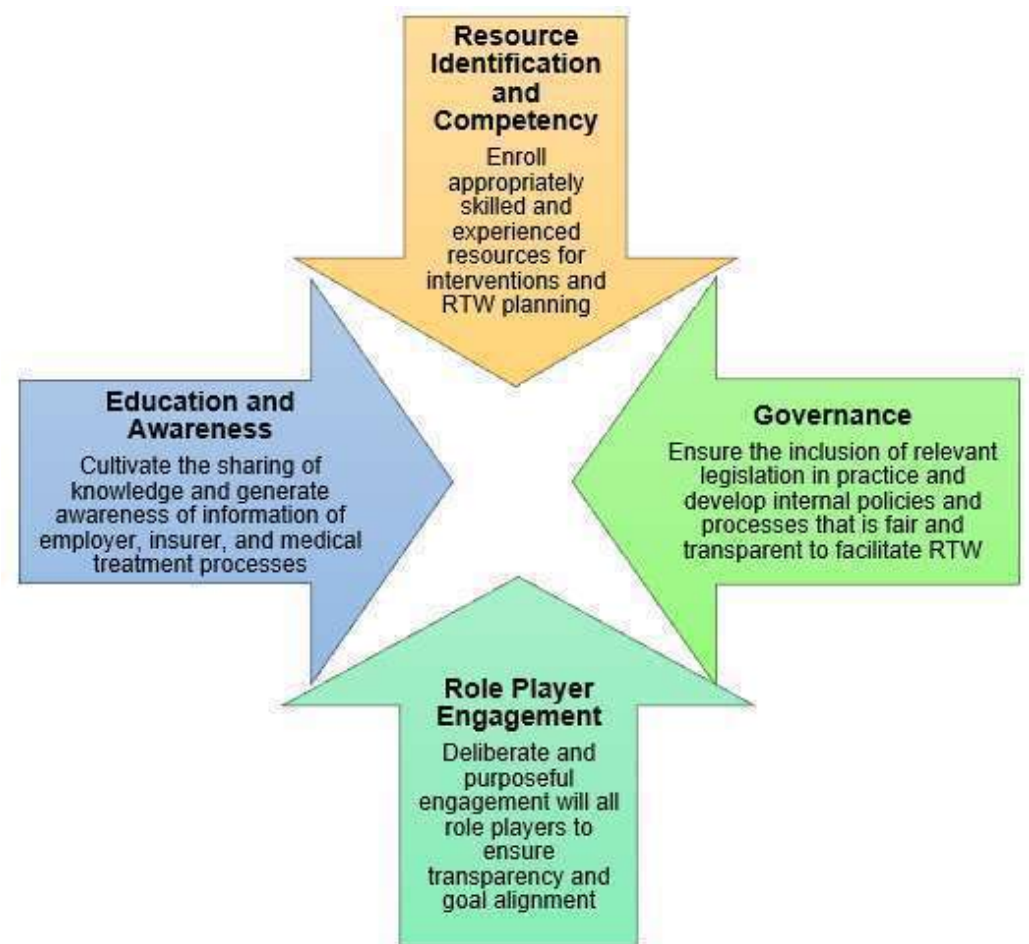 Resource
Identification
and
Competency
Enroll
appropriately
skilled and
experienced
resources for
interventions and
RTW planning
Education and
Awareness
Cultivate the sharing of
knowledge and generate
awareness of information of
employer, insurer, and medical
treatment processes
Governance
Ensure the inclusion of relevant
legislation in practice and
develop internal policies and
processes that is fair and
transparent to facilitate RTW
Role Player
Engagement
Deliberate and
purposeful
engagement will all
role players to
ensure
transparency and
goal alignment